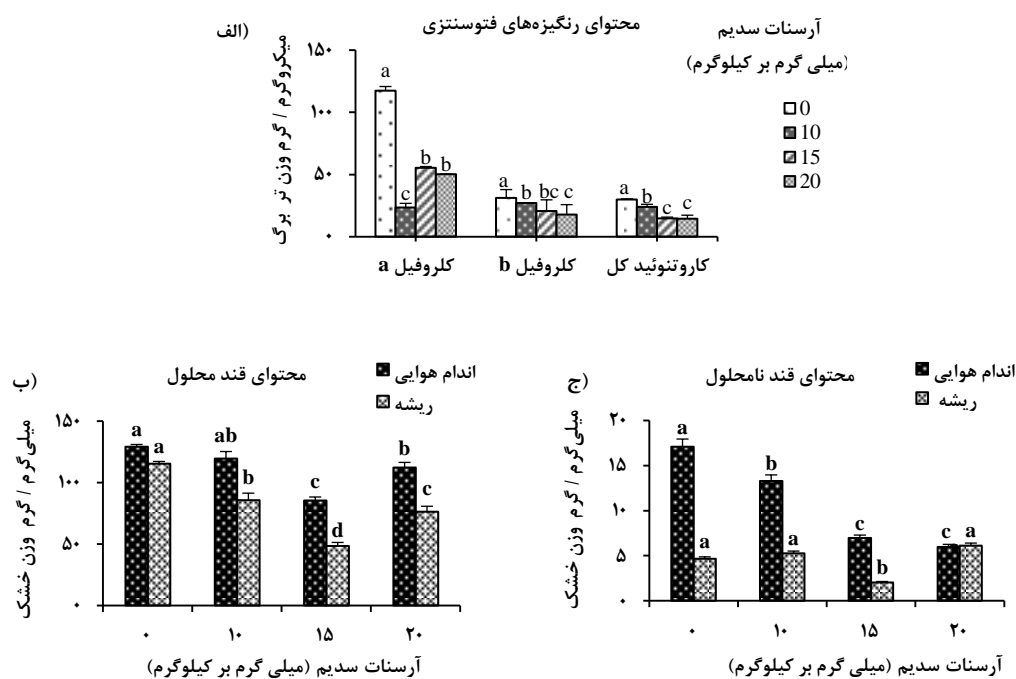 الف)
محتوای رنگیزه‌های فتوسنتزی
آرسنات سدیم
(میلی گرم بر کیلوگرم)
0
10
15
20
میکروگرم / گرم وزن تر برگ
۱۵۰
۱۰۰
۵۰
۰
a
c
b
b
a
b
bc
c
a
b
c
c
کلروفیل a
کلروفیل b
کاروتنوئید کل
ب)
محتوای قند محلول
اندام هوایی
ریشه
میلی‌گرم / گرم وزن خشک
۱۵۰
۱۰۰
۵۰
۰
a
a
ab
b
c
d
b
c
۰
۱۰
۱۵
۲۰
آرسنات سدیم (میلی گرم بر کیلوگرم)
ج)
محتوای قند نامحلول
اندام هوایی
ریشه
میلی‌گرم / گرم وزن خشک
۲۰
۱۵
۱۰
۵
۰
a
a
b
a
c
b
c
a
۰
۱۰
۱۵
۲۰
آرسنات سدیم (میلی گرم بر کیلوگرم)